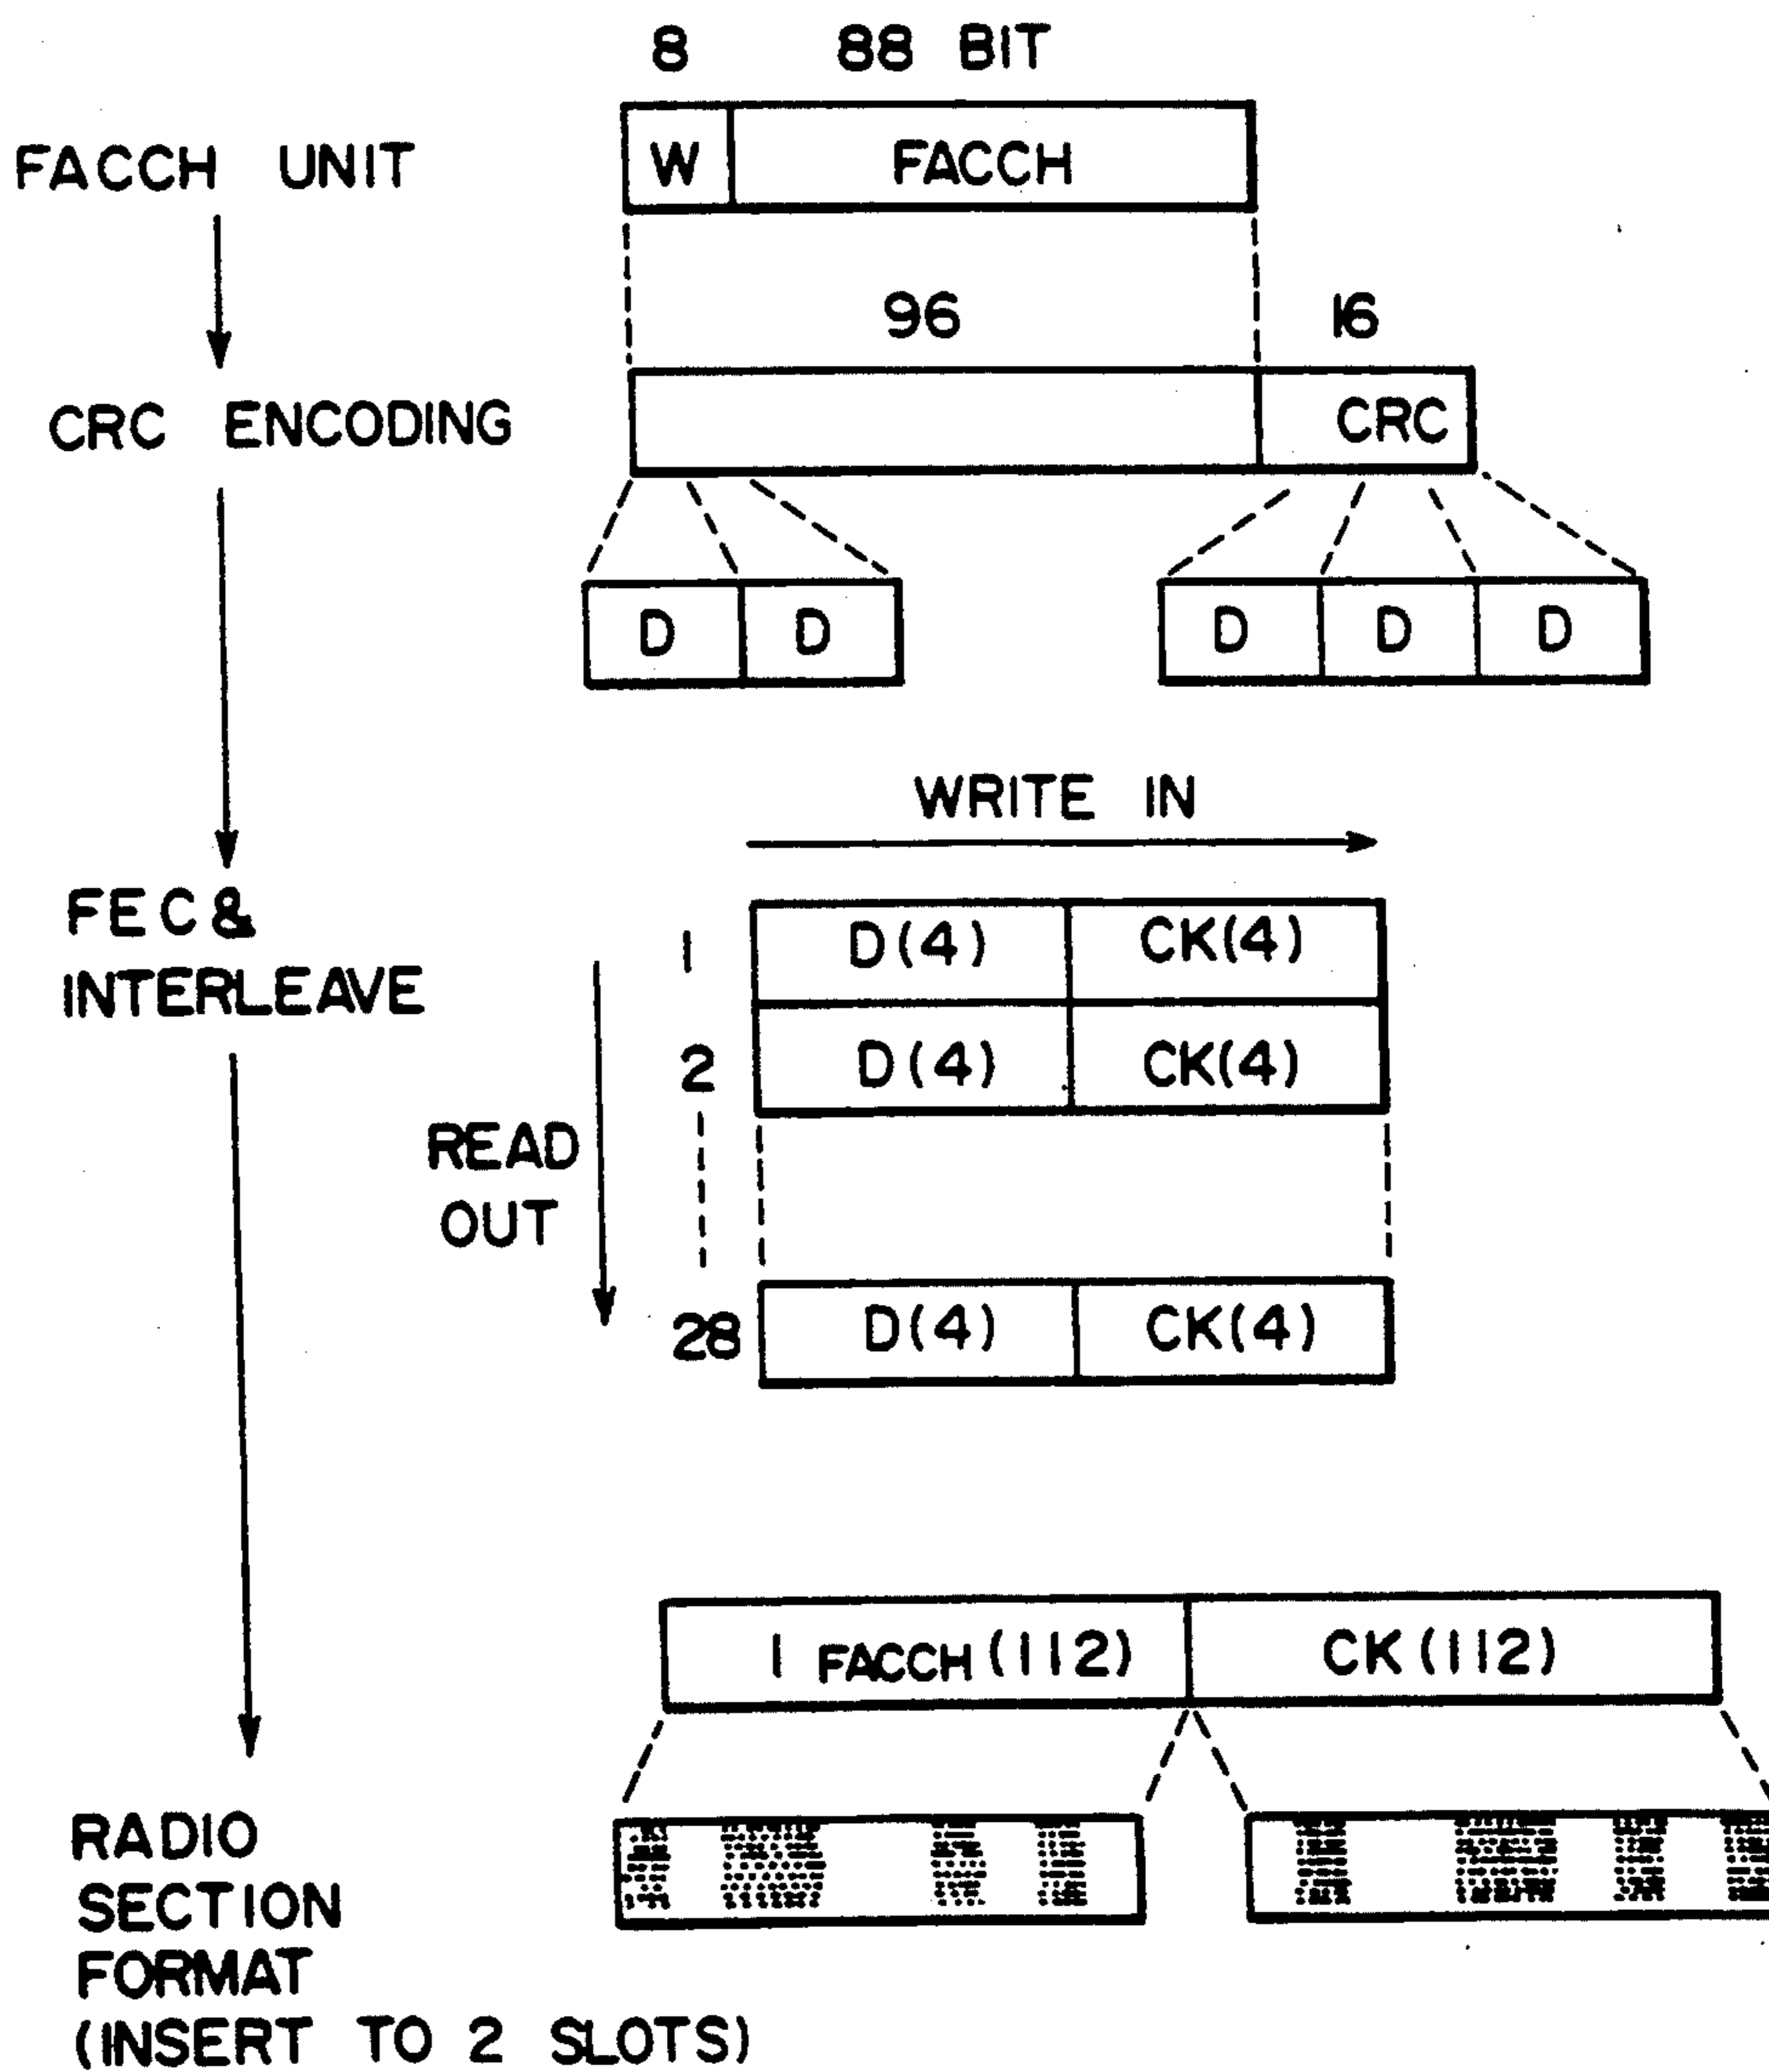 8 88 BIT
FACCH UNIT W FACCH
96 16
CRC ENCODING CRC
D D D D D
WRITE IN
FEC &
INTERLEAVE
1 D(4) CK(4)
2 D(4) CK(4)
READ
OUT
28 D(4) CK(4)
1 FACCH (112) CK (112)
RADIO
SECTION
FORMAT
(INSERT TO 2 SLOTS)